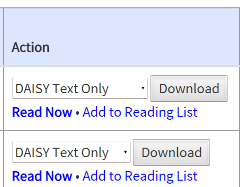 Action
DAISY Text Only Download
Read Now • Add to Reading List
DAISY Text Only Download
Read Now • Add to Reading List